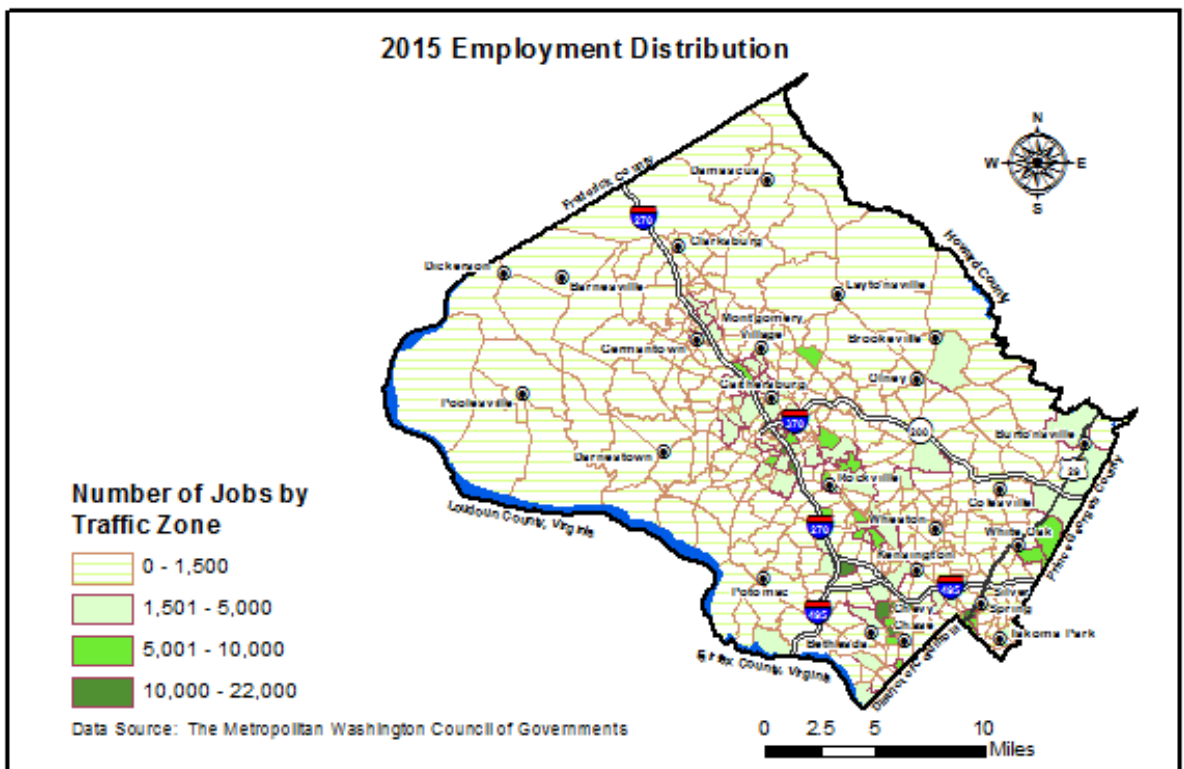 2015 Employment Distribution
N
W E
S
Frederick County
Damascus
270
Clarksburg
Howard County
Dickerson
Barnesville
Laytonsville
Montgomery
Village
Germantown
Brookeville
Gaithersburg
Olney
Poolesville
370
200
Burtonsville
29
Darnestown
Rockville
Colesville
Prince Georges County
Loudoun County, Virginia
270
Wheaton
White Oak
Kensington
Potomac
495
Silver
Spring
495
Chevy
Chase
Bethesda
Takoma Park
District of Columbia
Fairfax County, Virginia
Number of Jobs by
Traffic Zone
0 - 1,500
1,501 - 5,000
5,001 - 10,000
10,000 - 22,000
Data Source: The Metropolitan Washington Council of Governments
0 2.5 5 10
Miles